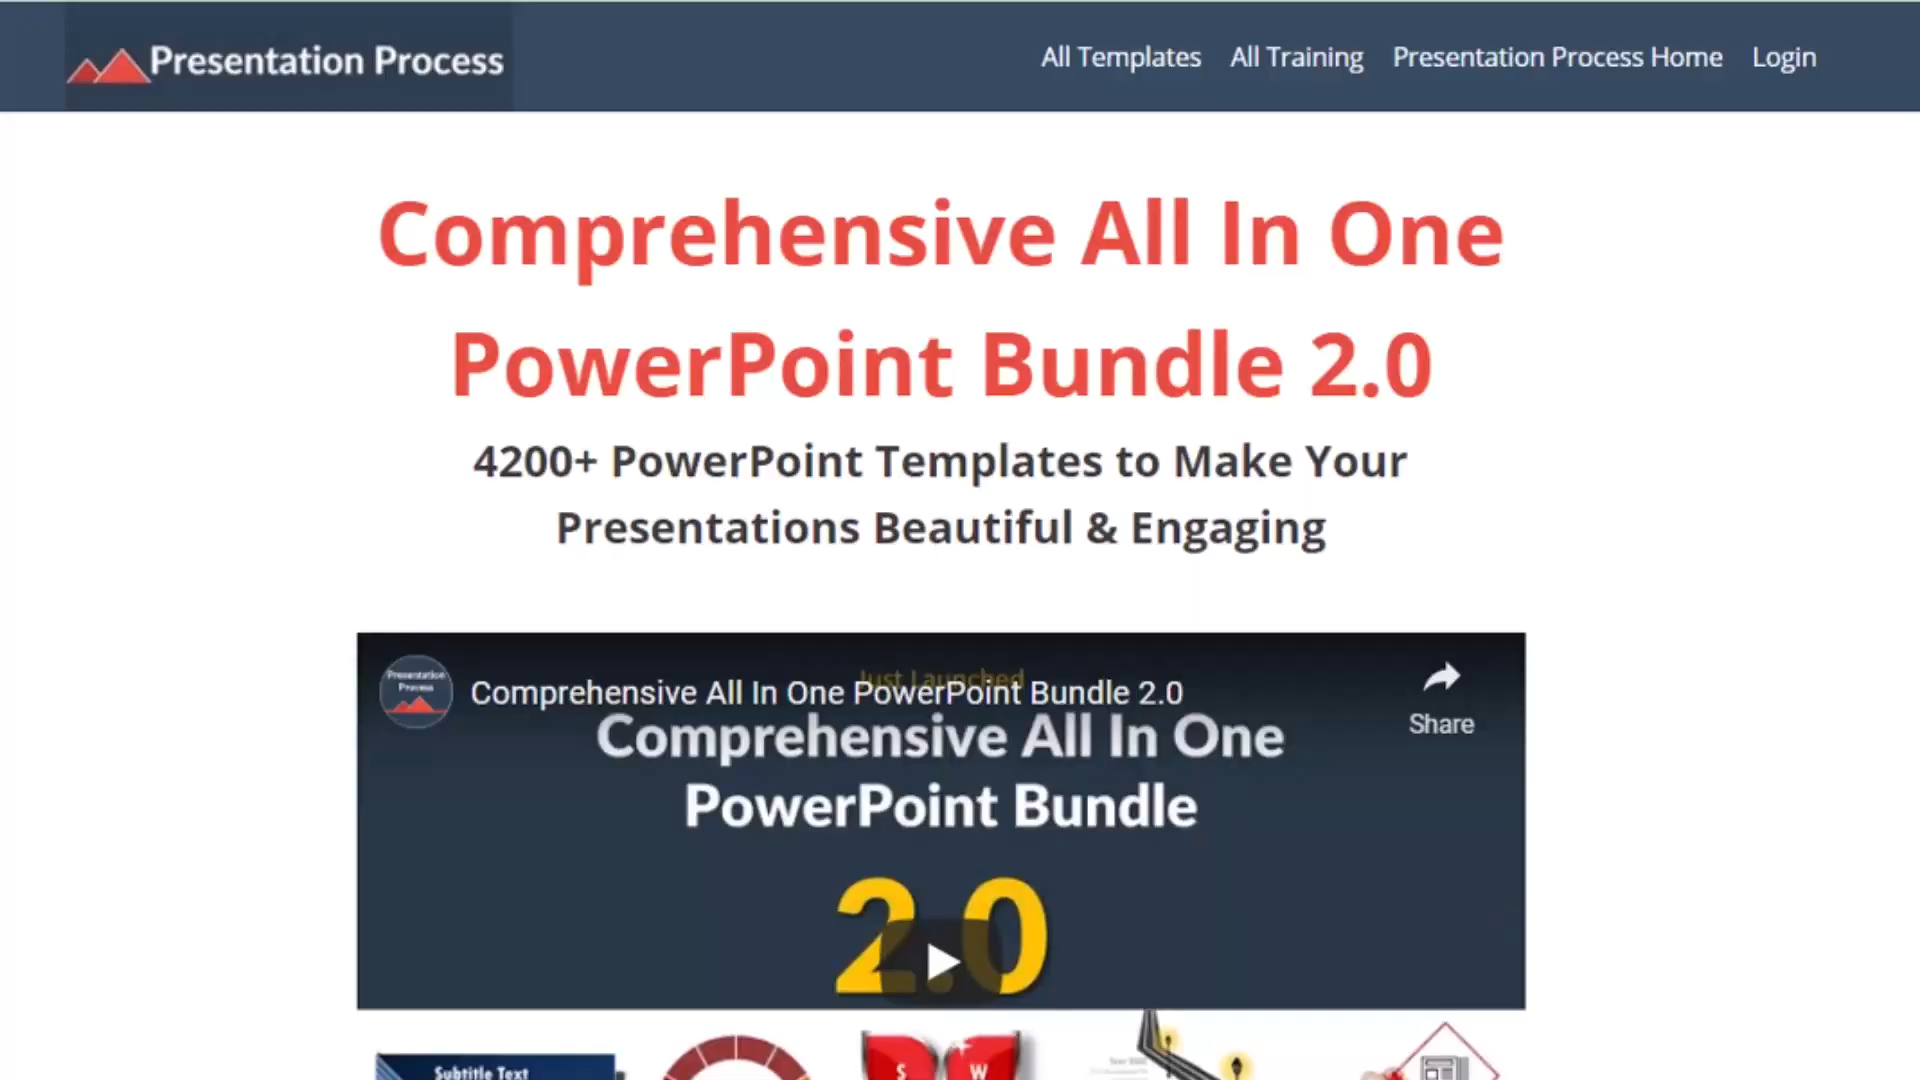 Presentation Process
All Templates
All Training
Presentation Process Home
Login
Comprehensive All In One
PowerPoint Bundle 2.0
4200+ PowerPoint Templates to Make Your
Presentations Beautiful & Engaging
Presentation
Process
Just Launched
Comprehensive All In One PowerPoint Bundle 2.0
Share
Comprehensive All In One
PowerPoint Bundle
2.0
Subtitle Text
S
W